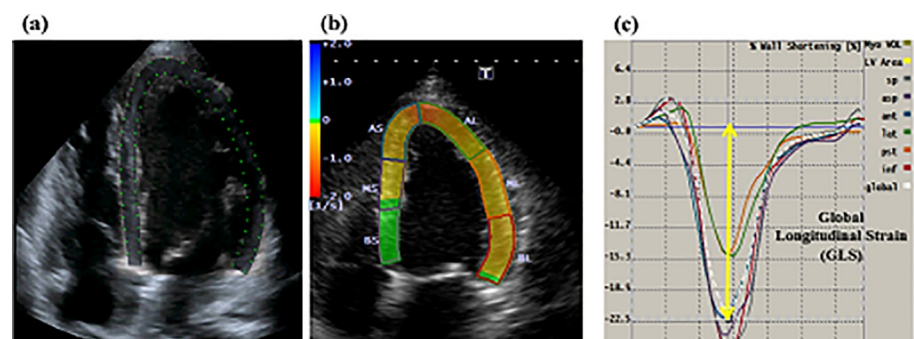 (a)
(b)
(c)
+2.0
+1.0
0
-1.0
-2.0
[1/s]
T
AS
AL
MS
ML
BS
BL
% Wall Shortening [%]
6.4
2.8
-0.8
-4.4
-8.1
-11.7
-15.3
-18.9
-22.5
Myo VOL
LV Area
sp
asp
ant
lat
pst
inf
global
Global
Longitudinal Strain
(GLS)